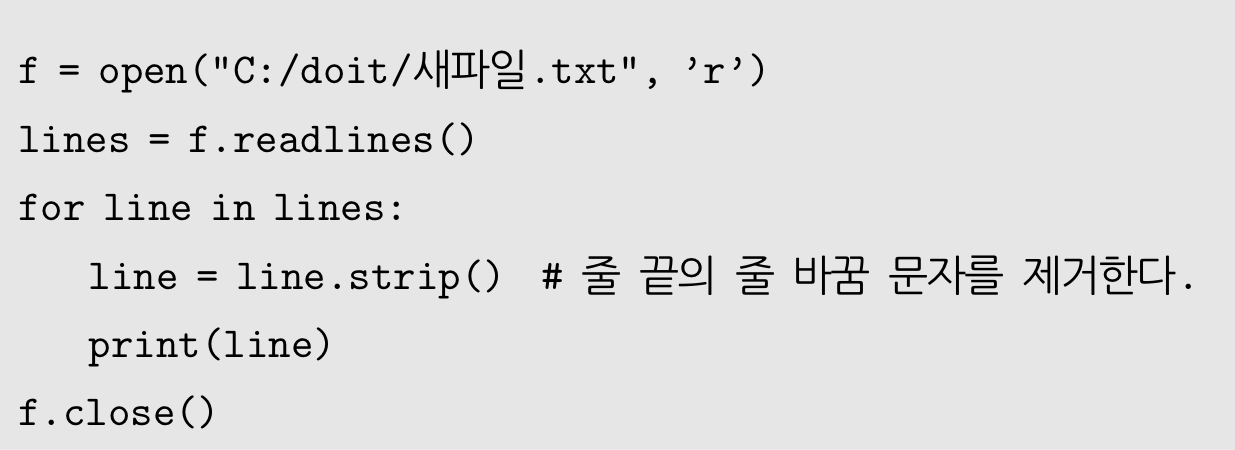 f = open("C:/doit/새파일.txt", ’r’)
lines = f.readlines()
for line in lines:
    line = line.strip()  # 줄 끝의 줄 바꿈 문자를 제거한다.
    print(line)
f.close()